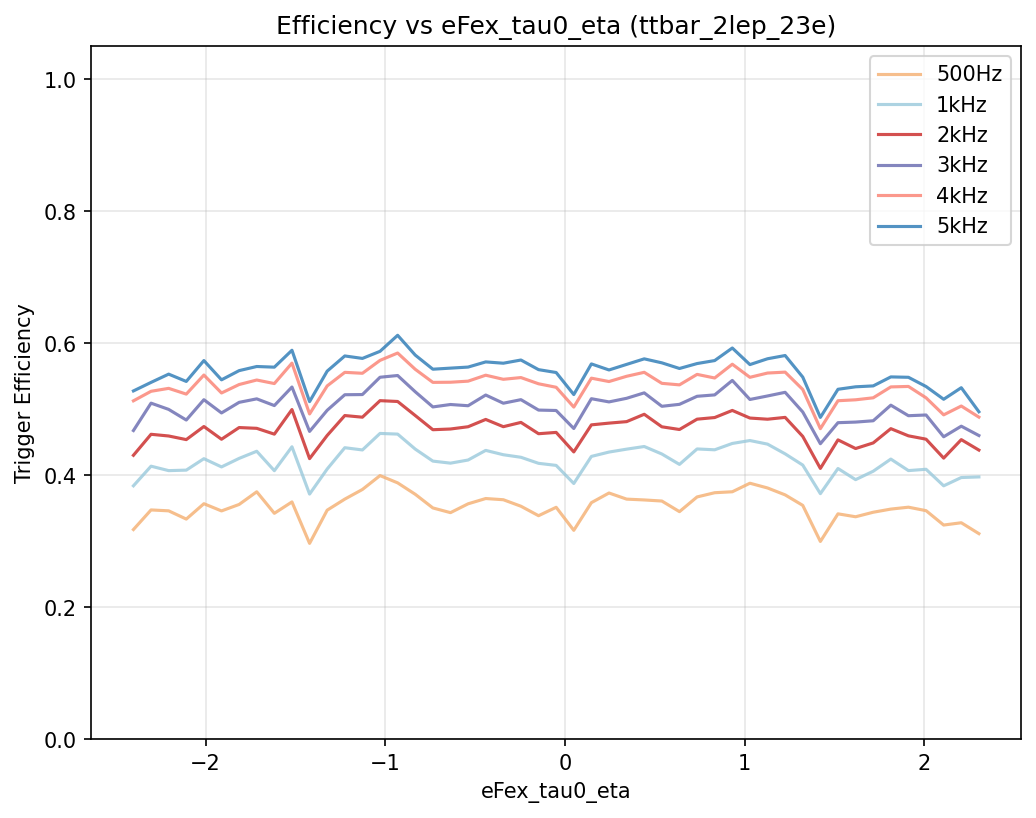 Efficiency vs eFex_tau0_eta (ttbar_2lep_23e)
500Hz
1kHz
2kHz
3kHz
4kHz
5kHz
Trigger Efficiency
1.0
0.8
0.6
0.4
0.2
0.0
−2
−1
0
1
2
eFex_tau0_eta